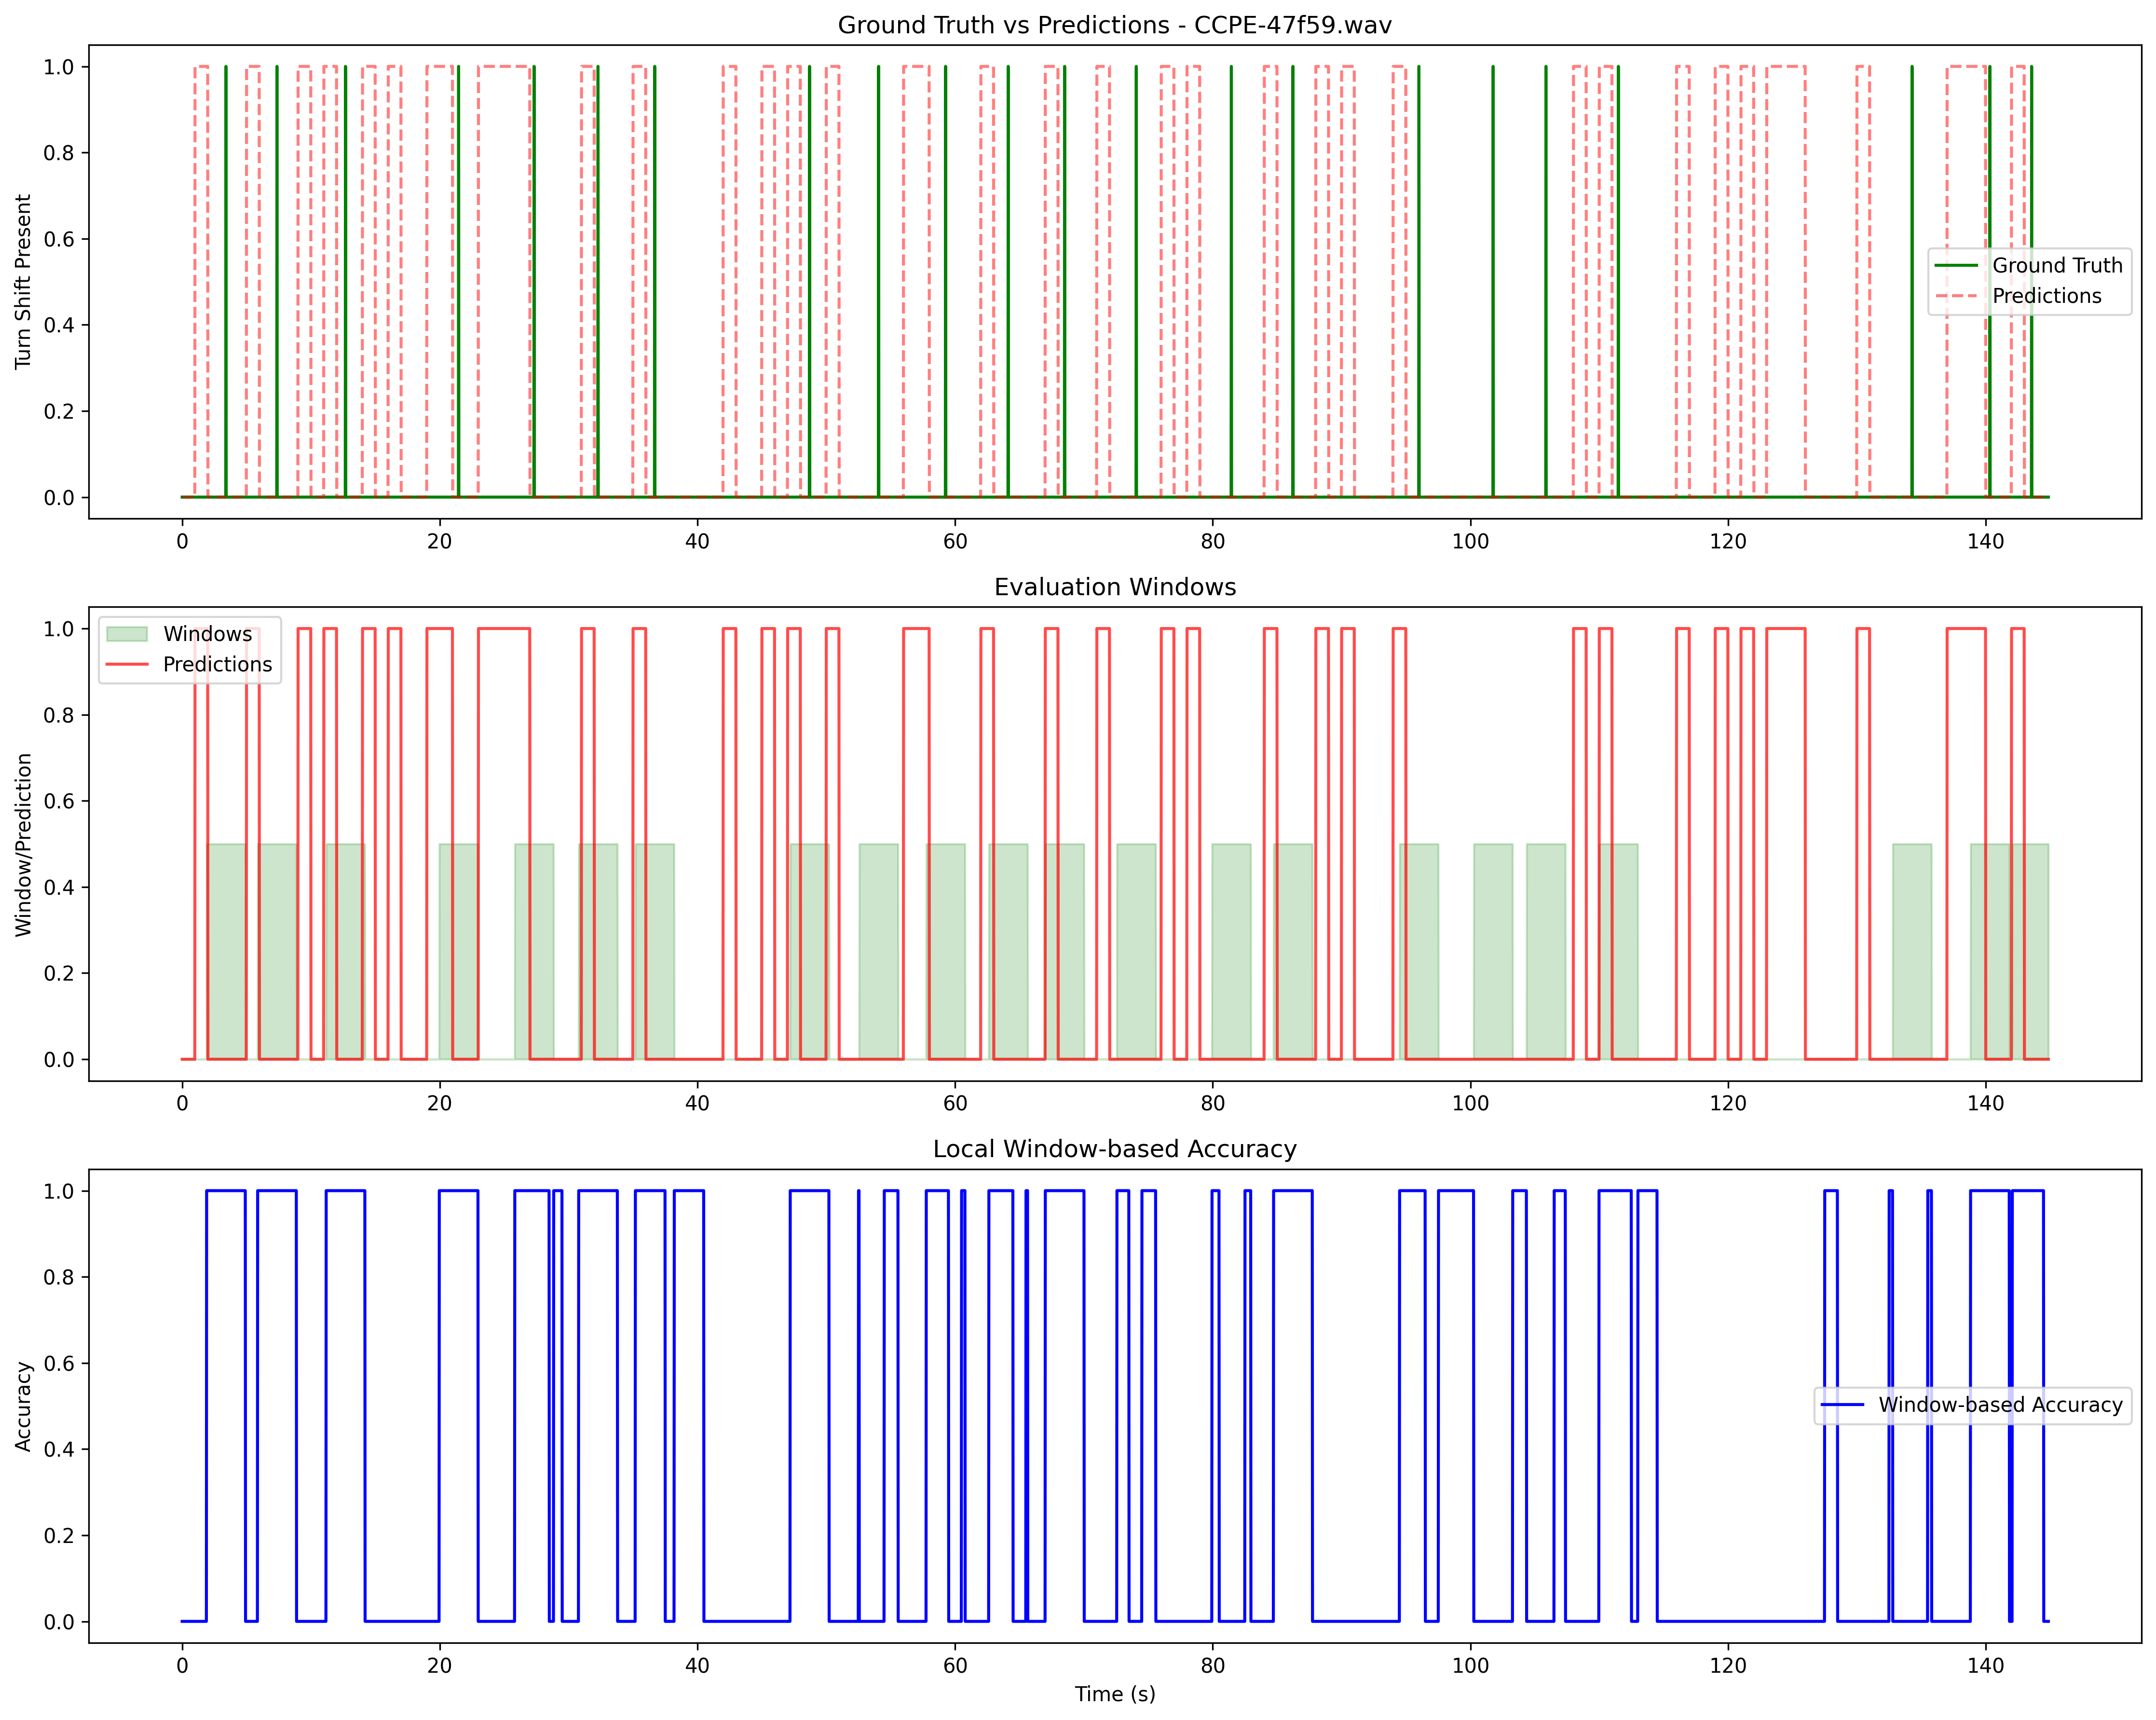 Ground Truth vs Predictions - CCPE-47f59.wav
1.0
0.8
0.6
0.4
0.2
0.0
Turn Shift Present
Ground Truth
Predictions
0 20 40 60 80 100 120 140
Evaluation Windows
1.0
0.8
0.6
0.4
0.2
0.0
Window/Prediction
Windows
Predictions
0 20 40 60 80 100 120 140
Local Window-based Accuracy
1.0
0.8
0.6
0.4
0.2
0.0
Accuracy
Window-based Accuracy
0 20 40 60 80 100 120 140
Time (s)